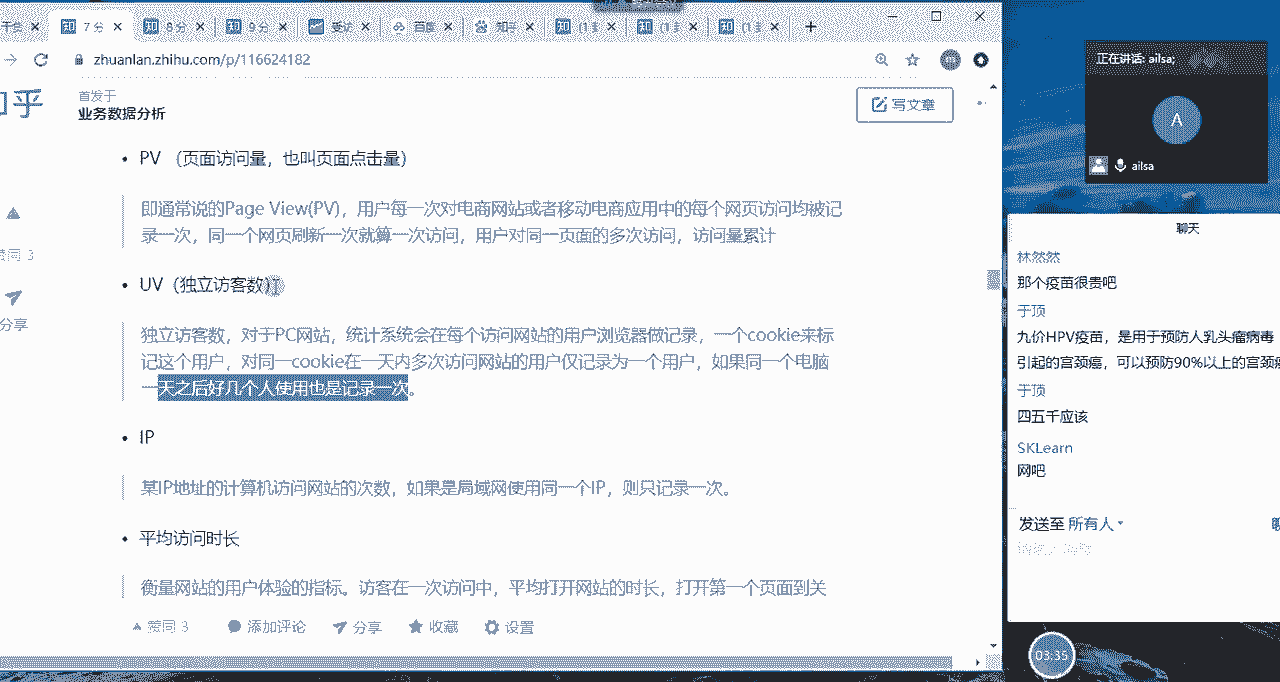 7 分
8 分
9 分
百度
知乎
(1 封
(1 封
(1 封
zhuanlan.zhihu.com/p/116624182
知乎
首发于
业务数据分析
写文章
• PV （页面访问量，也叫页面点击量）
即通常说的Page View(PV)，用户每一次对电商网站或者移动电商应用中的每个网页访问均被记
录一次，同一个网页刷新一次就算一次访问，用户对同一页面的多次访问，访问量累计
• UV（独立访客数）
独立访客数，对于PC网站，统计系统会在每个访问网站的用户浏览器做记录，一个cookie来标
记这个用户，对同一cookie在一天内多次访问网站的用户仅记录为一个用户，如果同一个电脑
一天之后好几个人使用也是记录一次。
• IP
某IP地址的计算机访问网站的次数，如果是局域网使用同一个IP，则只记录一次。
• 平均访问时长
衡量网站的用户体验的指标。访客在一次访问中，平均打开网站的时长，打开第一个页面到关
赞同 3
分享
赞同 3
添加评论
分享
收藏
设置
正在讲话: ailsa;
A
ailsa
聊天
林然然
那个疫苗很贵吧
于顶
九价HPV疫苗，是用于预防人乳头瘤病毒
引起的宫颈癌，可以预防90%以上的宫颈癌
于顶
四五千应该
SKLearn
网吧
发送至 所有人
03:35